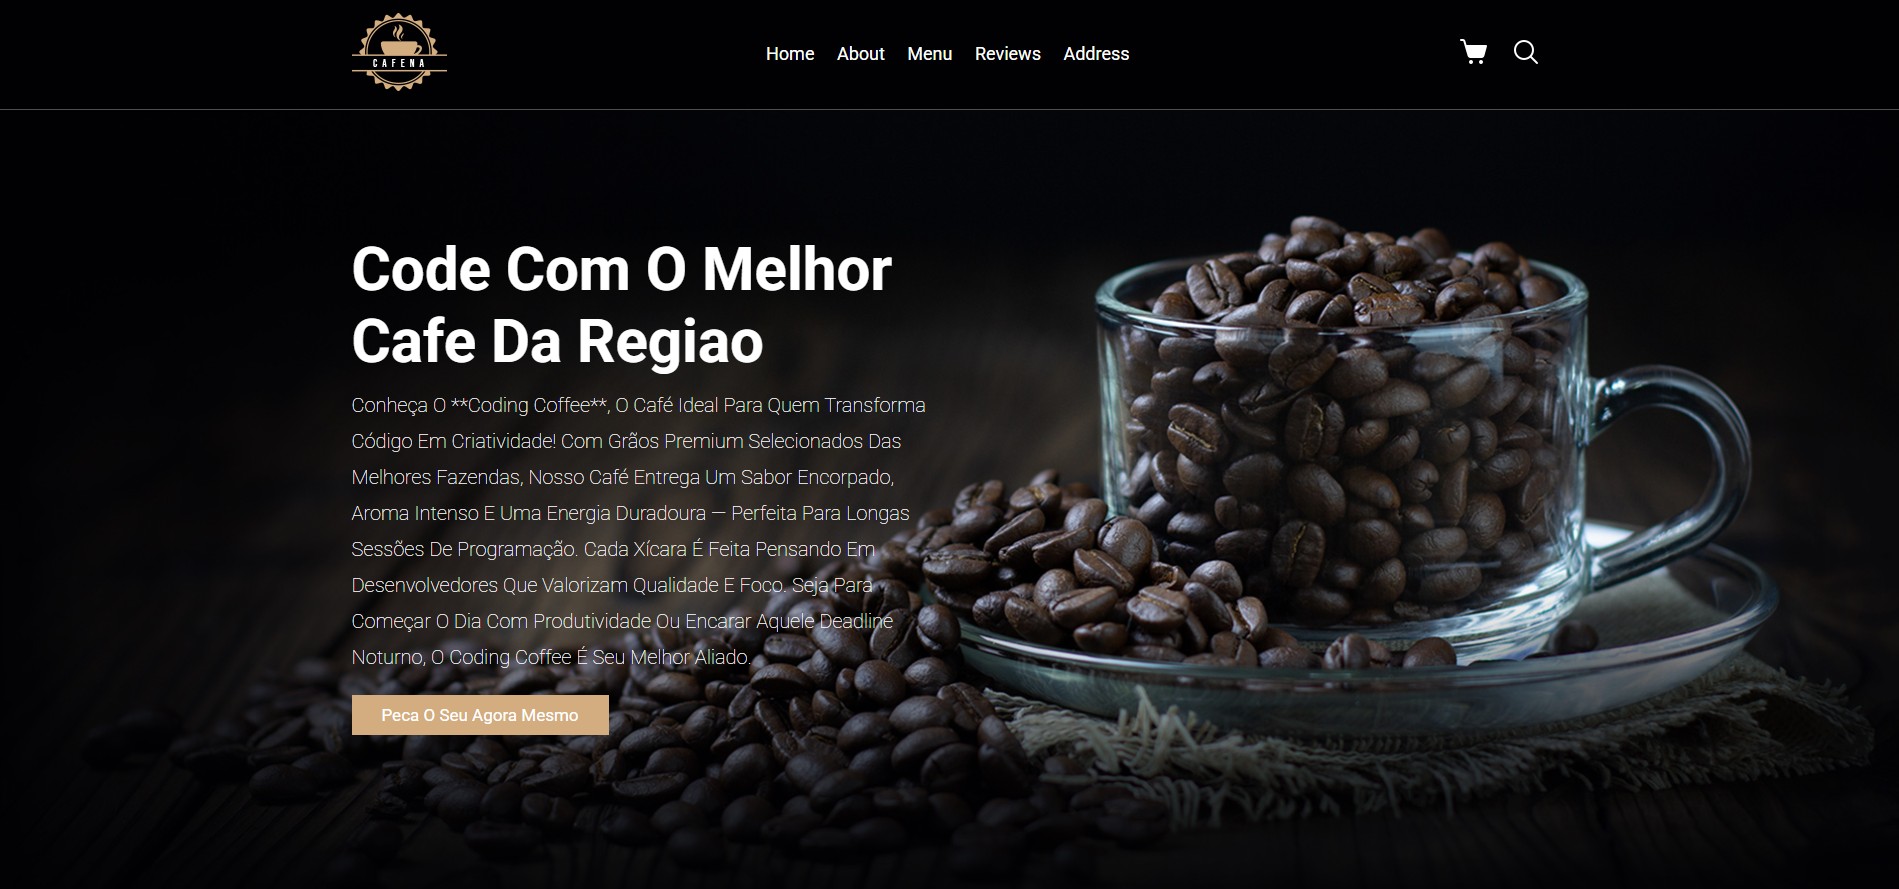 CAFENA
Home About Menu Reviews Address
Code Com O Melhor
Cafe Da Regiao
Conheça O **Coding Coffee**, O Café Ideal Para Quem Transforma
Código Em Criatividade! Com Grãos Premium Selecionados Das
Melhores Fazendas, Nosso Café Entrega Um Sabor Encorpado,
Aroma Intenso E Uma Energia Duradoura — Perfeita Para Longas
Sessões De Programação. Cada Xícara É Feita Pensando Em
Desenvolvedores Que Valorizam Qualidade E Foco. Seja Para
Começar O Dia Com Produtividade Ou Encarar Aquele Deadline
Noturno, O Coding Coffee É Seu Melhor Aliado.
Peca O Seu Agora Mesmo